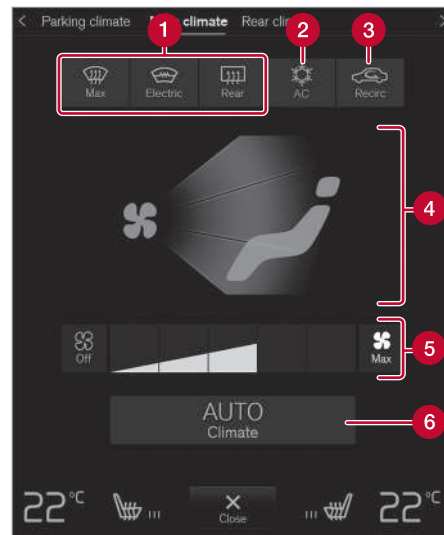 Parking climate climate Rear
1 2 3
Max Electric Rear AC Recirc
4
Off Max 5
AUTO
Climate 6
22°C Close 22°C